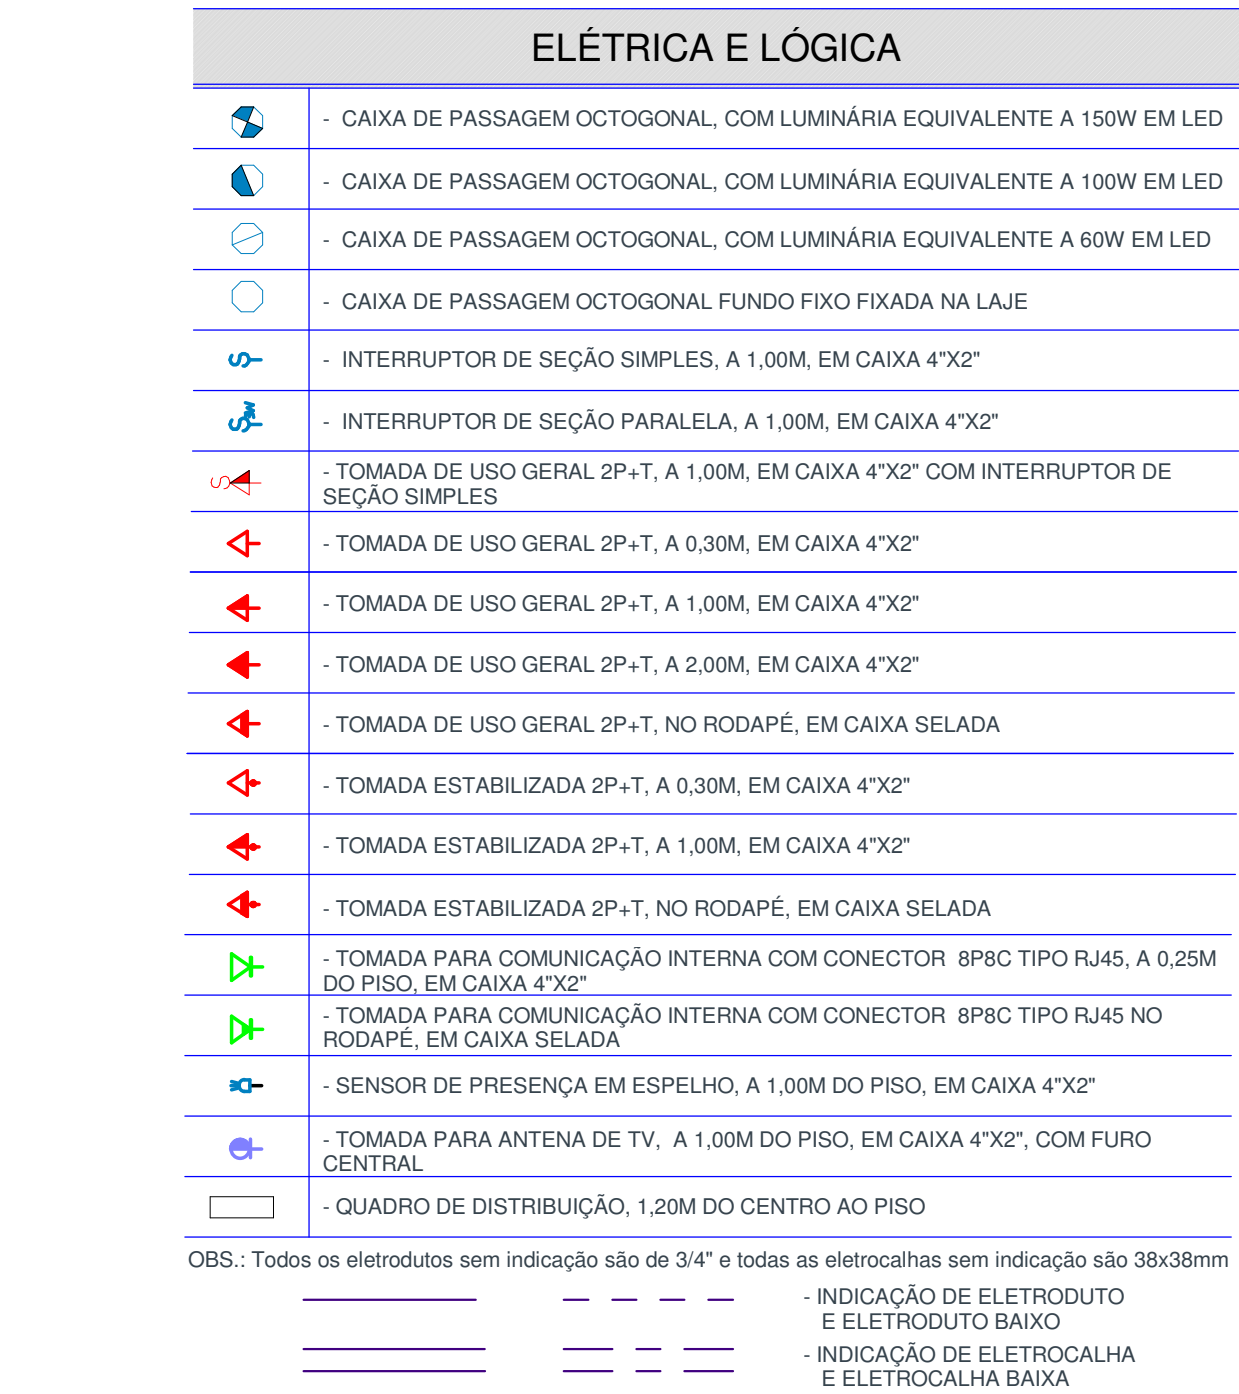 ELÉTRICA E LÓGICA
- CAIXA DE PASSAGEM OCTOGONAL, COM LUMINÁRIA EQUIVALENTE A 150W EM LED
- CAIXA DE PASSAGEM OCTOGONAL, COM LUMINÁRIA EQUIVALENTE A 100W EM LED
- CAIXA DE PASSAGEM OCTOGONAL, COM LUMINÁRIA EQUIVALENTE A 60W EM LED
- CAIXA DE PASSAGEM OCTOGONAL FUNDO FIXO FIXADA NA LAJE
S - INTERRUPTOR DE SEÇÃO SIMPLES, A 1,00M, EM CAIXA 4"X2"
S - INTERRUPTOR DE SEÇÃO PARALELA, A 1,00M, EM CAIXA 4"X2"
S - TOMADA DE USO GERAL 2P+T, A 1,00M, EM CAIXA 4"X2" COM INTERRUPTOR DE
SEÇÃO SIMPLES
- TOMADA DE USO GERAL 2P+T, A 0,30M, EM CAIXA 4"X2"
- TOMADA DE USO GERAL 2P+T, A 1,00M, EM CAIXA 4"X2"
- TOMADA DE USO GERAL 2P+T, A 2,00M, EM CAIXA 4"X2"
- TOMADA DE USO GERAL 2P+T, NO RODAPÉ, EM CAIXA SELADA
- TOMADA ESTABILIZADA 2P+T, A 0,30M, EM CAIXA 4"X2"
- TOMADA ESTABILIZADA 2P+T, A 1,00M, EM CAIXA 4"X2"
- TOMADA ESTABILIZADA 2P+T, NO RODAPÉ, EM CAIXA SELADA
- TOMADA PARA COMUNICAÇÃO INTERNA COM CONECTOR 8P8C TIPO RJ45, A 0,25M
DO PISO, EM CAIXA 4"X2"
- TOMADA PARA COMUNICAÇÃO INTERNA COM CONECTOR 8P8C TIPO RJ45 NO
RODAPÉ, EM CAIXA SELADA
- SENSOR DE PRESENÇA EM ESPELHO, A 1,00M DO PISO, EM CAIXA 4"X2"
- TOMADA PARA ANTENA DE TV, A 1,00M DO PISO, EM CAIXA 4"X2", COM FURO
CENTRAL
- QUADRO DE DISTRIBUIÇÃO, 1,20M DO CENTRO AO PISO
OBS.: Todos os eletrodutos sem indicação são de 3/4" e todas as eletrocalhas sem indicação são 38x38mm
- INDICAÇÃO DE ELETRODUTO
E ELETRODUTO BAIXO
- INDICAÇÃO DE ELETROCALHA
E ELETROCALHA BAIXA